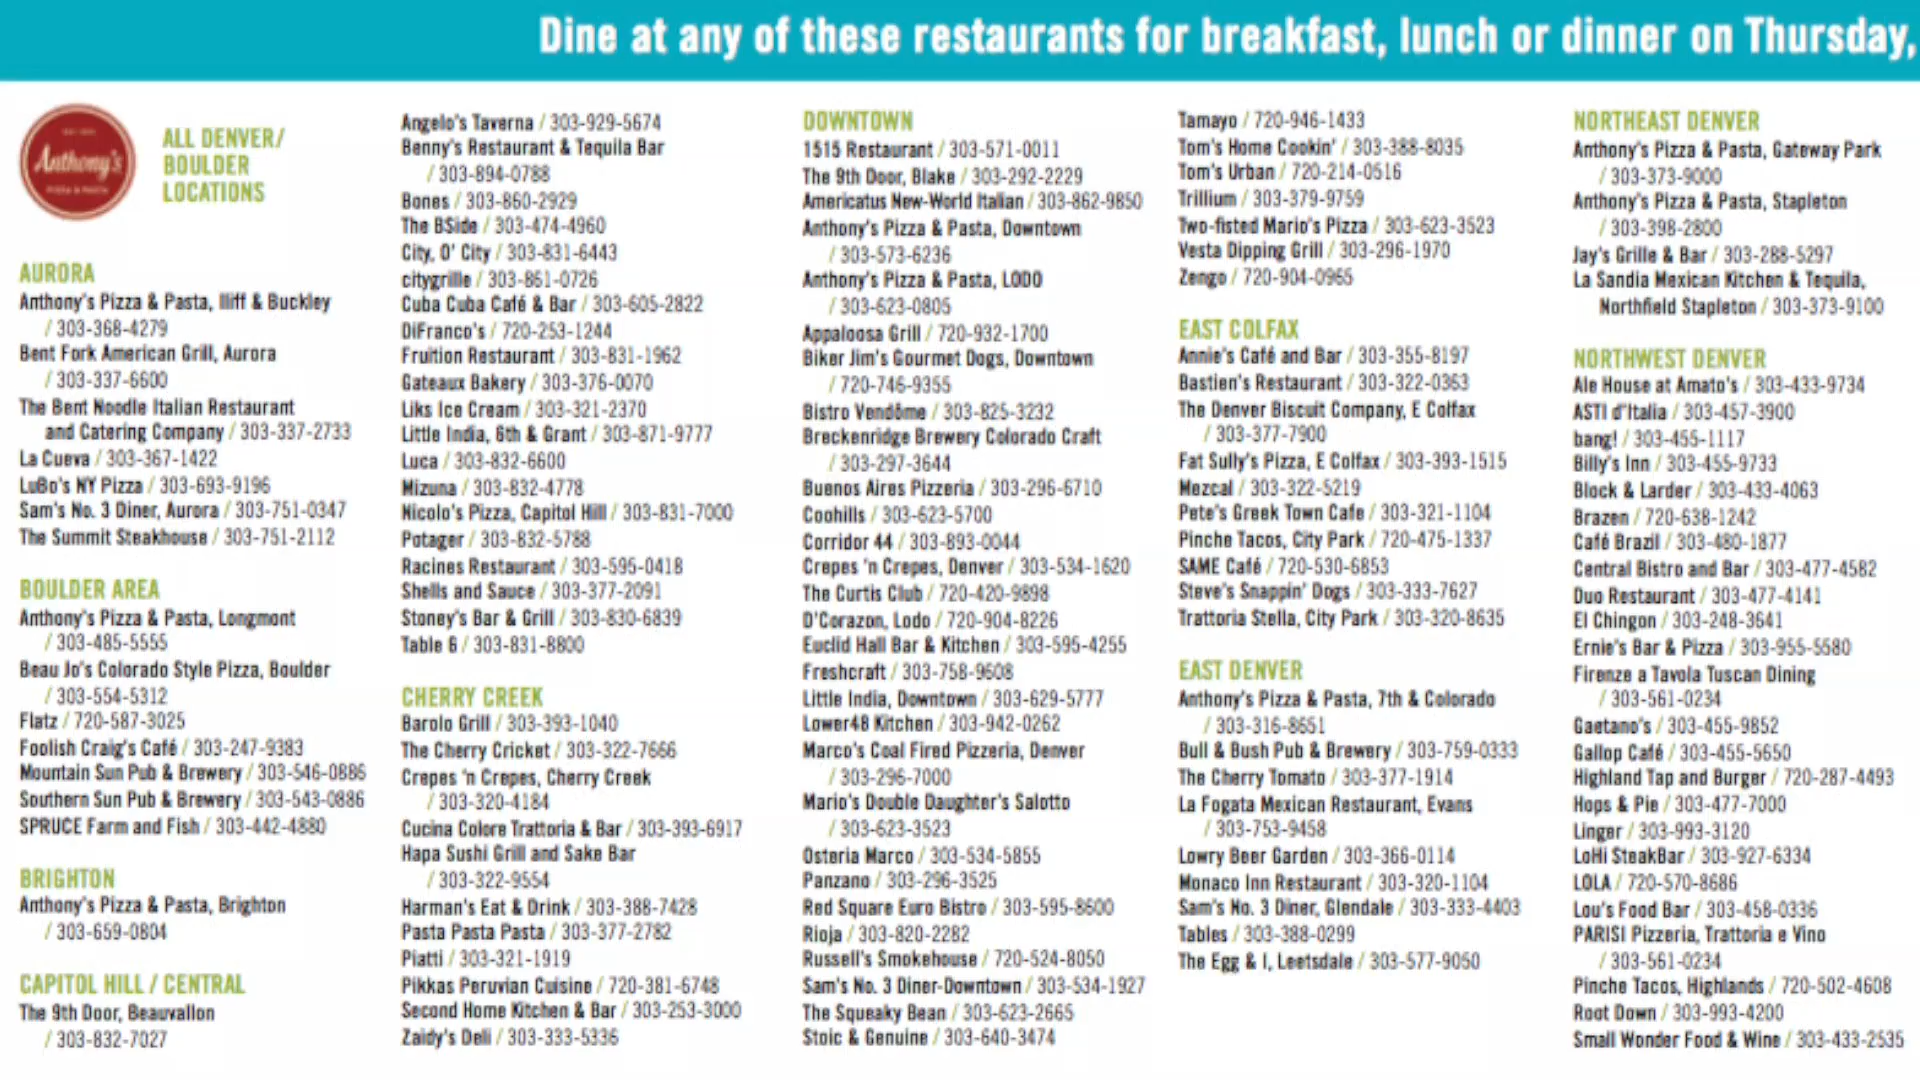 Dine at any of these restaurants for breakfast, lunch or dinner on Thursday,
Anthony's
PIZZA & PASTA
ALL DENVER/
BOULDER
LOCATIONS
AURORA
Anthony's Pizza & Pasta, Iliff & Buckley
/ 303-368-4279
Bent Fork American Grill, Aurora
/ 303-337-6600
The Bent Noodle Italian Restaurant
and Catering Company / 303-337-2733
La Cueva / 303-367-1422
LuBo's NY Pizza / 303-693-9196
Sam's No. 3 Diner, Aurora / 303-751-0347
The Summit Steakhouse / 303-751-2112
BOULDER AREA
Anthony's Pizza & Pasta, Longmont
/ 303-485-5555
Beau Jo's Colorado Style Pizza, Boulder
/ 303-554-5312
Flatz / 720-587-3025
Foolish Craig's Café / 303-247-9383
Mountain Sun Pub & Brewery / 303-546-0886
Southern Sun Pub & Brewery / 303-543-0886
SPRUCE Farm and Fish / 303-442-4880
BRIGHTON
Anthony's Pizza & Pasta, Brighton
/ 303-659-0804
CAPITOL HILL / CENTRAL
The 9th Door, Beauvallon
/ 303-832-7027
Angelo's Taverna / 303-929-5674
Benny's Restaurant & Tequila Bar
/ 303-894-0788
Bones / 303-860-2929
The BSide / 303-474-4960
City, O' City / 303-831-6443
citygrille / 303-861-0726
Cuba Cuba Café & Bar / 303-605-2822
DiFranco's / 720-253-1244
Fruition Restaurant / 303-831-1962
Gateaux Bakery / 303-376-0070
Liks Ice Cream / 303-321-2370
Little India, 6th & Grant / 303-871-9777
Luca / 303-832-6600
Mizuna / 303-832-4778
Nicolo's Pizza, Capitol Hill / 303-831-7000
Potager / 303-832-5788
Racines Restaurant / 303-595-0418
Shells and Sauce / 303-377-2091
Stoney's Bar & Grill / 303-830-6839
Table 6 / 303-831-8800
CHERRY CREEK
Barolo Grill / 303-393-1040
The Cherry Cricket / 303-322-7666
Crepes 'n Crepes, Cherry Creek
/ 303-320-4184
Cucina Colore Trattoria & Bar / 303-393-6917
Hapa Sushi Grill and Sake Bar
/ 303-322-9554
Harman's Eat & Drink / 303-388-7428
Pasta Pasta Pasta / 303-377-2782
Piatti / 303-321-1919
Pikkas Peruvian Cuisine / 720-381-6748
Second Home Kitchen & Bar / 303-253-3000
Zaidy's Deli / 303-333-5336
DOWNTOWN
1515 Restaurant / 303-571-0011
The 9th Door, Blake / 303-292-2229
Americatus New-World Italian / 303-862-9850
Anthony's Pizza & Pasta, Downtown
/ 303-573-6236
Anthony's Pizza & Pasta, LODO
/ 303-623-0805
Appaloosa Grill / 720-932-1700
Biker Jim's Gourmet Dogs, Downtown
/ 720-746-9355
Bistro Vendôme / 303-825-3232
Breckenridge Brewery Colorado Craft
/ 303-297-3644
Buenos Aires Pizzeria / 303-296-6710
Coohills / 303-623-5700
Corridor 44 / 303-893-0044
Crepes 'n Crepes, Denver / 303-534-1620
The Curtis Club / 720-420-9898
D'Corazon, Lodo / 720-904-8226
Euclid Hall Bar & Kitchen / 303-595-4255
Freshcraft / 303-758-9608
Little India, Downtown / 303-629-5777
Lower48 Kitchen / 303-942-0262
Marco's Coal Fired Pizzeria, Denver
/ 303-296-7000
Mario's Double Daughter's Salotto
/ 303-623-3523
Osteria Marco / 303-534-5855
Panzano / 303-296-3525
Red Square Euro Bistro / 303-595-8600
Rioja / 303-820-2282
Russell's Smokehouse / 720-524-8050
Sam's No. 3 Diner-Downtown / 303-534-1927
The Squeaky Bean / 303-623-2665
Stoic & Genuine / 303-640-3474
Tamayo / 720-946-1433
Tom's Home Cookin' / 303-388-8035
Tom's Urban / 720-214-0516
Trillium / 303-379-9759
Two-fisted Mario's Pizza / 303-623-3523
Vesta Dipping Grill / 303-296-1970
Zengo / 720-904-0965
EAST COLFAX
Annie's Café and Bar / 303-355-8197
Bastien's Restaurant / 303-322-0363
The Denver Biscuit Company, E Colfax
/ 303-377-7900
Fat Sully's Pizza, E Colfax / 303-393-1515
Mezcal / 303-322-5219
Pete's Greek Town Cafe / 303-321-1104
Pinche Tacos, City Park / 720-475-1337
SAME Café / 720-530-6853
Steve's Snappin' Dogs / 303-333-7627
Trattoria Stella, City Park / 303-320-8635
EAST DENVER
Anthony's Pizza & Pasta, 7th & Colorado
/ 303-316-8651
Bull & Bush Pub & Brewery / 303-759-0333
The Cherry Tomato / 303-377-1914
La Fogata Mexican Restaurant, Evans
/ 303-753-9458
Lowry Beer Garden / 303-366-0114
Monaco Inn Restaurant / 303-320-1104
Sam's No. 3 Diner, Glendale / 303-333-4403
Tables / 303-388-0299
The Egg & I, Leetsdale / 303-577-9050
NORTHEAST DENVER
Anthony's Pizza & Pasta, Gateway Park
/ 303-373-9000
Anthony's Pizza & Pasta, Stapleton
/ 303-398-2800
Jay's Grille & Bar / 303-288-5297
La Sandia Mexican Kitchen & Tequila,
Northfield Stapleton / 303-373-9100
NORTHWEST DENVER
Ale House at Amato's / 303-433-9734
ASTI d'Italia / 303-457-3900
bang! / 303-455-1117
Billy's Inn / 303-455-9733
Block & Larder / 303-433-4063
Brazen / 720-638-1242
Café Brazil / 303-480-1877
Central Bistro and Bar / 303-477-4582
Duo Restaurant / 303-477-4141
El Chingon / 303-248-3641
Ernie's Bar & Pizza / 303-955-5580
Firenze a Tavola Tuscan Dining
/ 303-561-0234
Gaetano's / 303-455-9852
Gallop Café / 303-455-5650
Highland Tap and Burger / 720-287-4493
Hops & Pie / 303-477-7000
Linger / 303-993-3120
LoHi SteakBar / 303-927-6334
LOLA / 720-570-8686
Lou's Food Bar / 303-458-0336
PARISI Pizzeria, Trattoria e Vino
/ 303-561-0234
Pinche Tacos, Highlands / 720-502-4608
Root Down / 303-993-4200
Small Wonder Food & Wine / 303-433-2535